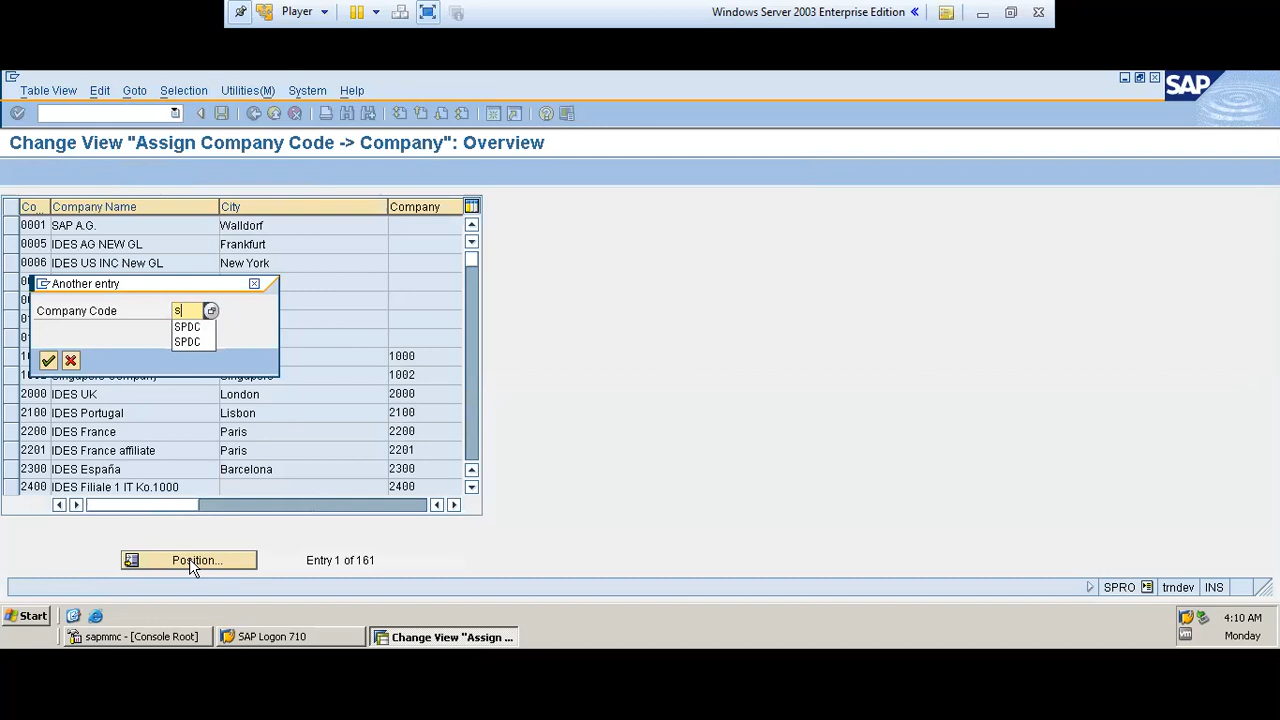 Player
Windows Server 2003 Enterprise Edition
Table View Edit Goto Selection Utilities(M) System Help
SAP
Change View "Assign Company Code -> Company": Overview
Co... Company Name City Company
0001 SAP A.G. Walldorf
0005 IDES AG NEW GL Frankfurt
0006 IDES US INC New GL New York
Another entry
Company Code s
SPDC
SPDC
1000
1002
2000 IDES UK London 2000
2100 IDES Portugal Lisbon 2100
2200 IDES France Paris 2200
2201 IDES France affiliate Paris 2201
2300 IDES España Barcelona 2300
2400 IDES Filiale 1 IT Ko.1000 2400
Position... Entry 1 of 161
SPRO trndev INS
Start
4:10 AM
sapmmc - [Console Root] SAP Logon 710 Change View "Assign ...
Monday